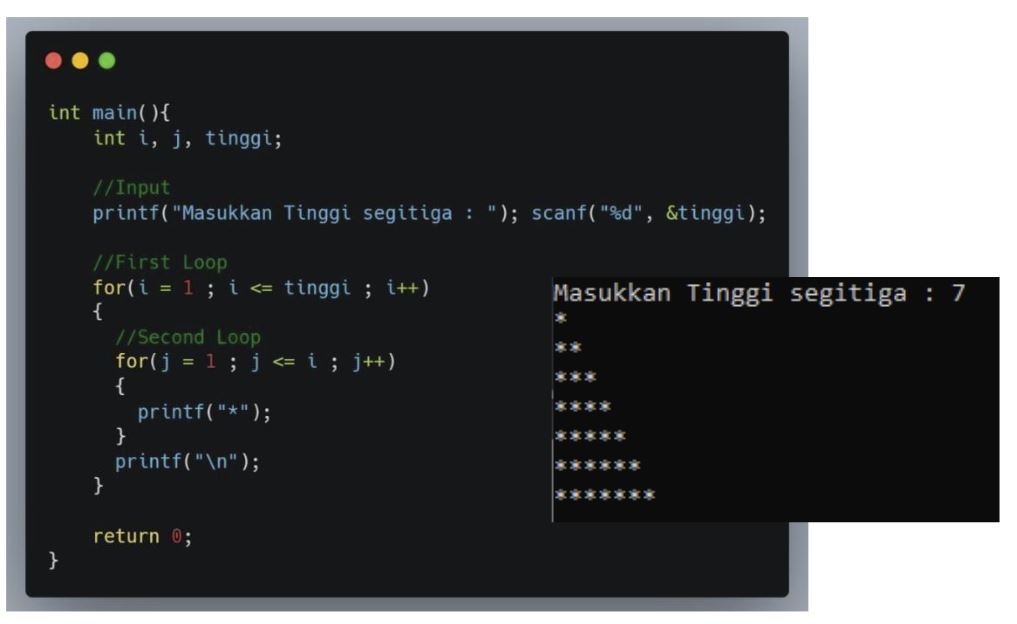 int main(){
    int i, j, tinggi;
    //Input
    printf("Masukkan Tinggi segitiga : "); scanf("%d", &tinggi);
    //First Loop
    for(i = 1 ; i <= tinggi ; i++)
    {
      //Second Loop
      for(j = 1 ; j <= i ; j++)
      {
        printf("*");
      }
      printf("\n");
    }
    return 0;
}
Masukkan Tinggi segitiga : 7
*
**
***
****
*****
******
*******